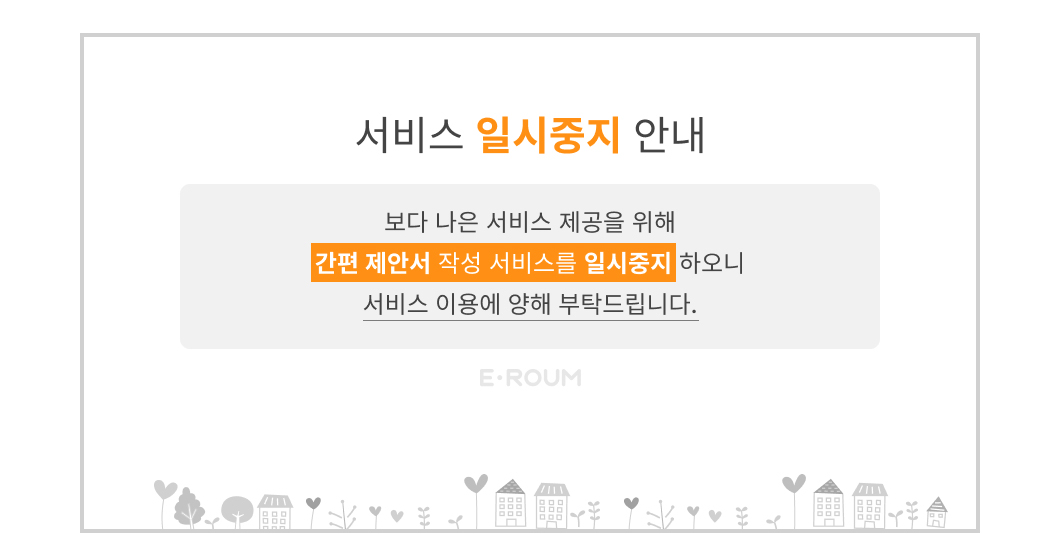 서비스 일시중지 안내
보다 나은 서비스 제공을 위해
간편 제안서 작성 서비스를 일시중지 하오니
서비스 이용에 양해 부탁드립니다.
E·ROUM